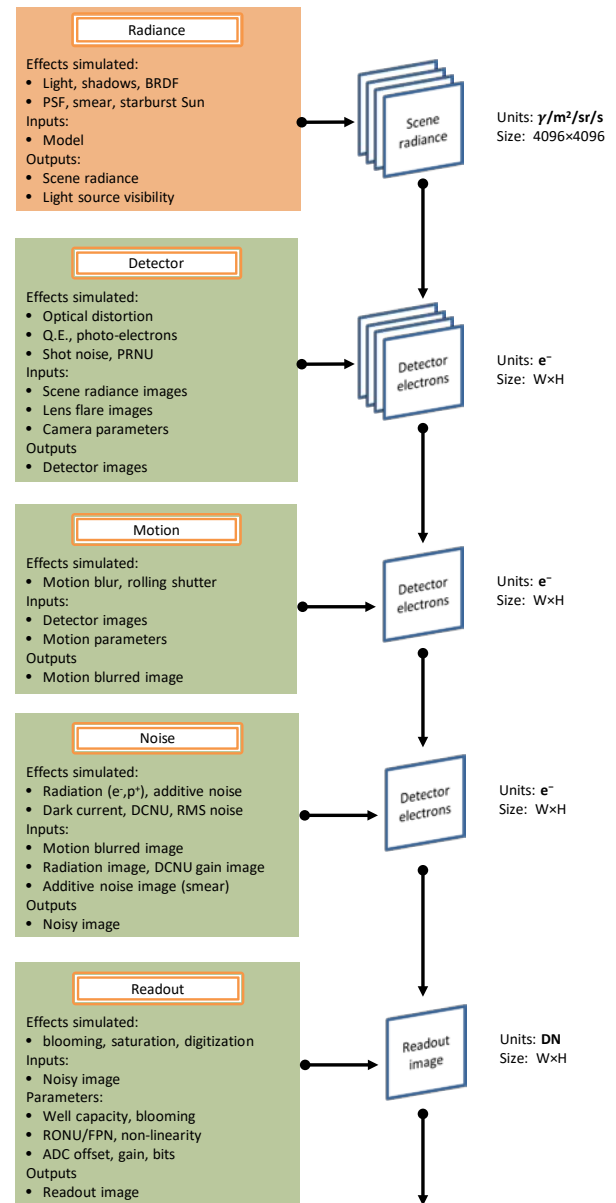 Radiance
Effects simulated:
• Light, shadows, BRDF
• PSF, smear, starburst Sun
Inputs:
• Model
Outputs:
• Scene radiance
• Light source visibility
Scene
radiance
Units: γ/m²/sr/s
Size: 4096×4096
Detector
Effects simulated:
• Optical distortion
• Q.E., photo-electrons
• Shot noise, PRNU
Inputs:
• Scene radiance images
• Lens flare images
• Camera parameters
Outputs
• Detector images
Detector
electrons
Units: e⁻
Size: W×H
Motion
Effects simulated:
• Motion blur, rolling shutter
Inputs:
• Detector images
• Motion parameters
Outputs
• Motion blurred image
Detector
electrons
Units: e⁻
Size: W×H
Noise
Effects simulated:
• Radiation (e⁻,p⁺), additive noise
• Dark current, DCNU, RMS noise
Inputs:
• Motion blurred image
• Radiation image, DCNU gain image
• Additive noise image (smear)
Outputs
• Noisy image
Detector
electrons
Units: e⁻
Size: W×H
Readout
Effects simulated:
• blooming, saturation, digitization
Inputs:
• Noisy image
Parameters:
• Well capacity, blooming
• RONU/FPN, non-linearity
• ADC offset, gain, bits
Outputs
• Readout image
Readout
image
Units: DN
Size: W×H